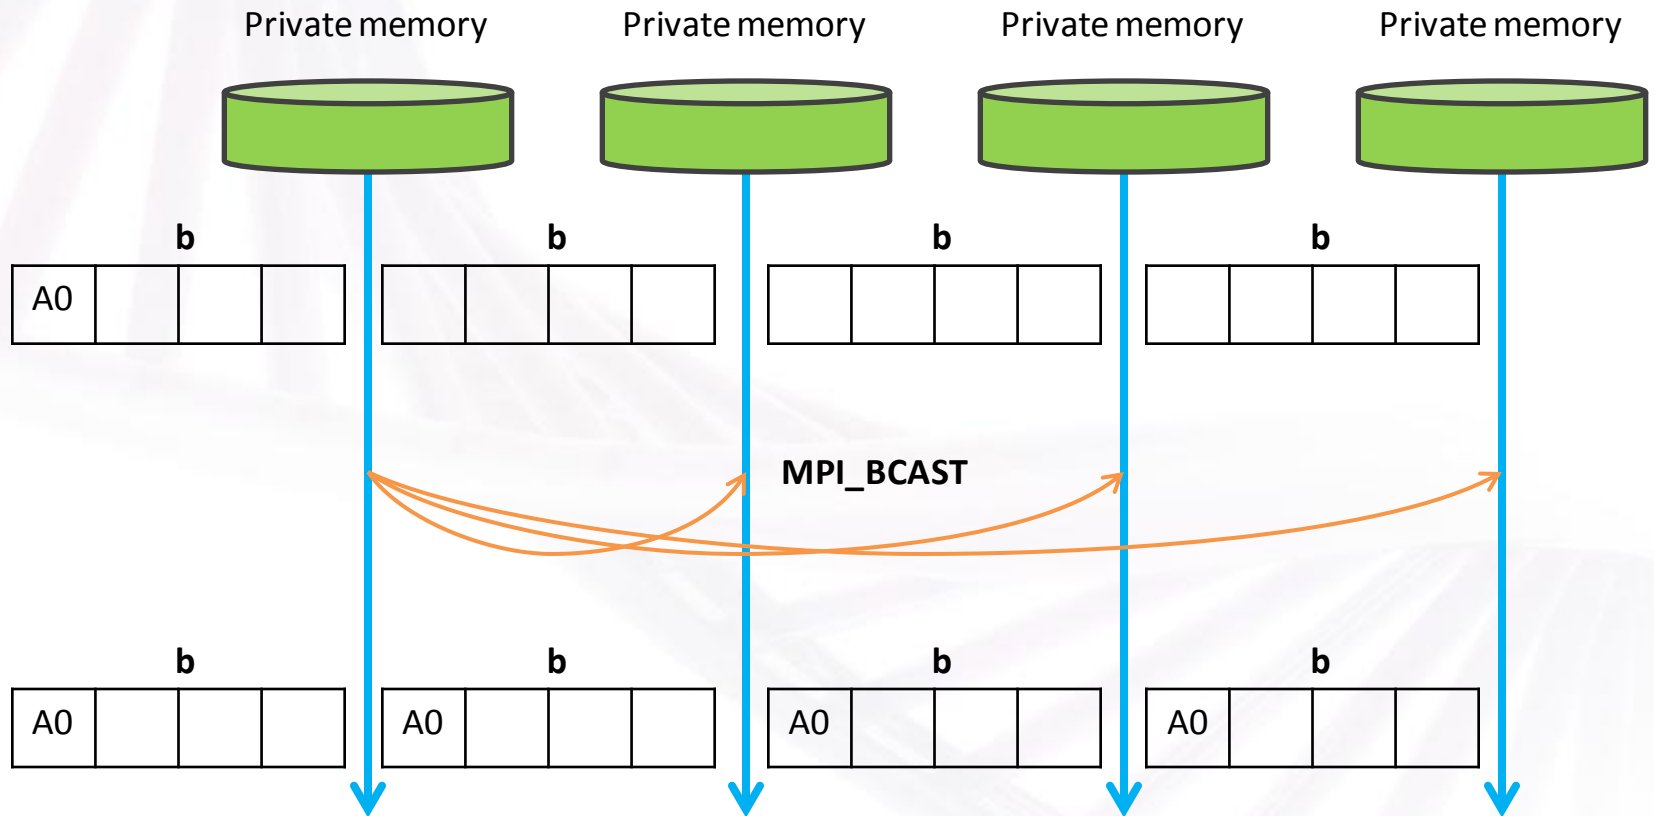 Private memory Private memory Private memory Private memory
b b b b
A0
MPI_BCAST
b b b b
A0 A0 A0 A0